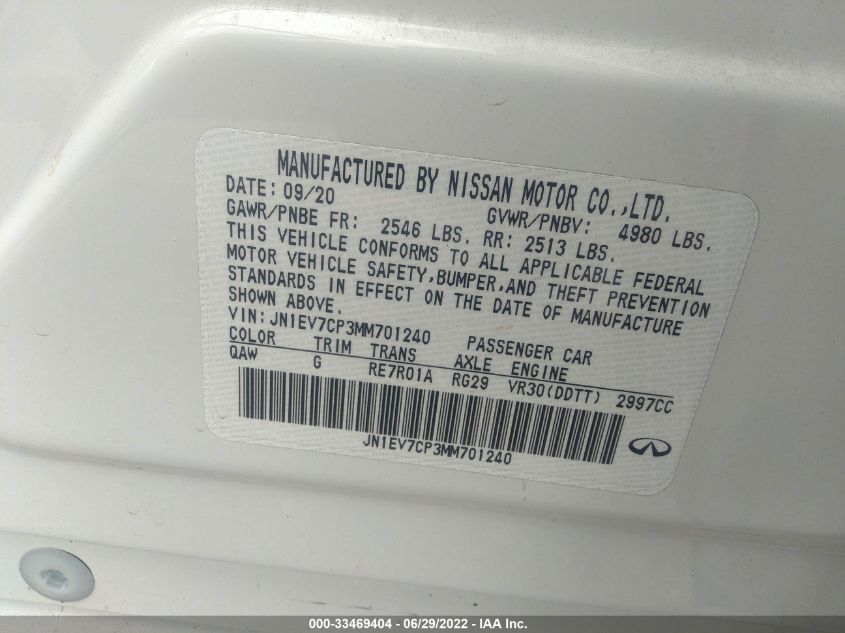 MANUFACTURED BY NISSAN MOTOR CO.,LTD.
DATE: 09/20 GVWR/PNBV: 4980 LBS.
GAWR/PNBE FR: 2546 LBS. RR: 2513 LBS.
THIS VEHICLE CONFORMS TO ALL APPLICABLE FEDERAL
MOTOR VEHICLE SAFETY,BUMPER,AND THEFT PREVENTION
STANDARDS IN EFFECT ON THE DATE OF MANUFACTURE
SHOWN ABOVE.
VIN:JN1EV7CP3MM701240 PASSENGER CAR
COLOR TRIM TRANS AXLE ENGINE
QAW G RE7R01A RG29 VR30(DDTT) 2997CC
JN1EV7CP3MM701240
000-33469404 / 06/29/2022 - IAA Inc.